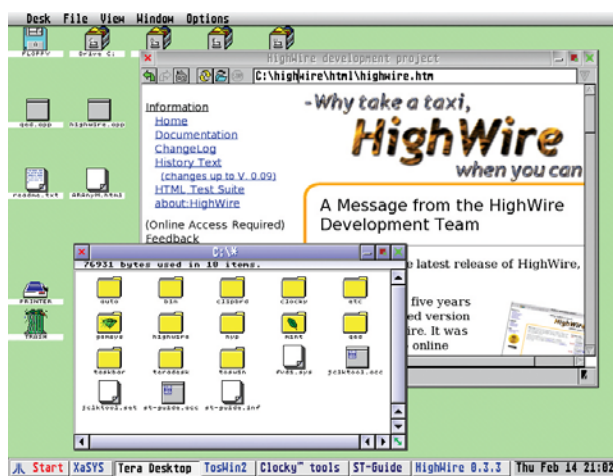 Desk File View Window Options
FLOPPY Drive C:
HighWire development project
C:\highwire\html\highwire.htm
Information
Home
Documentation
ChangeLog
History Text
(changes up to V. 0.09)
HTML Test Suite
about:HighWire
(Online Access Required)
Feedback
-Why take a taxi,
HighWire
when you can
A Message from the HighWire
Development Team
e latest release of HighWire,
five years
ed version
ire. It was
online
qed.app highwire.app
readme.txt ARAnyM.html
PRINTER
TRASH
C:\*
76931 bytes used in 18 items.
auto bin clipbrd clocky etc
gemsys highwire nyp mint qed
taskbar teradesk toswin fvdi.sys jclktool.acc
jclktool.set st-guide.acc st-guide.inf
Start XaSYS Tera Desktop TosWin2 Clocky™ tools ST-Guide HighWire 0.3.3 Thu Feb 14 21:02